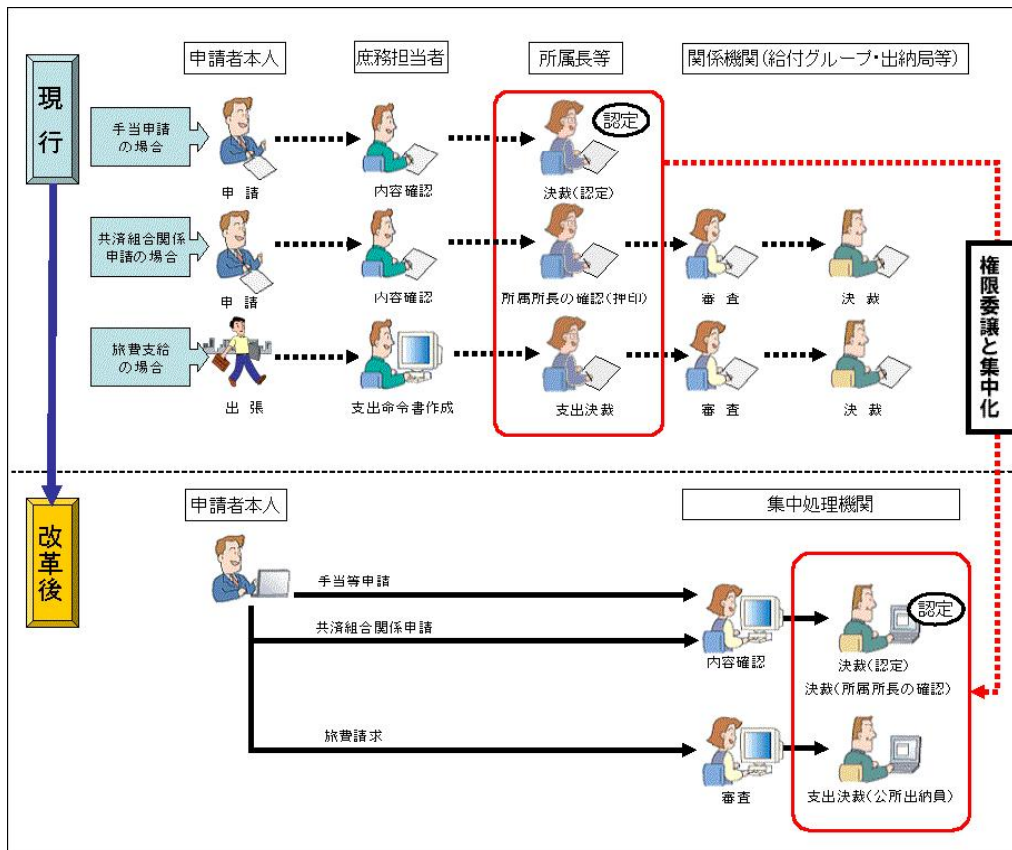 申請者本人
庶務担当者
所属長等
関係機関(給付グループ・出納局等)
現行
手当申請
の場合
認定
申 請
内容確認
決裁(認定)
共済組合関係
申請の場合
申 請
内容確認
所属所長の確認(押印)
審 査
決 裁
旅費支給
の場合
出 張
支出命令書作成
支出決裁
審 査
決 裁
権限委譲と集中化
改革後
申請者本人
集中処理機関
手当等申請
認定
共済組合関係申請
内容確認
決裁(認定)
決裁(所属所長の確認)
旅費請求
審査
支出決裁(公所出納員)